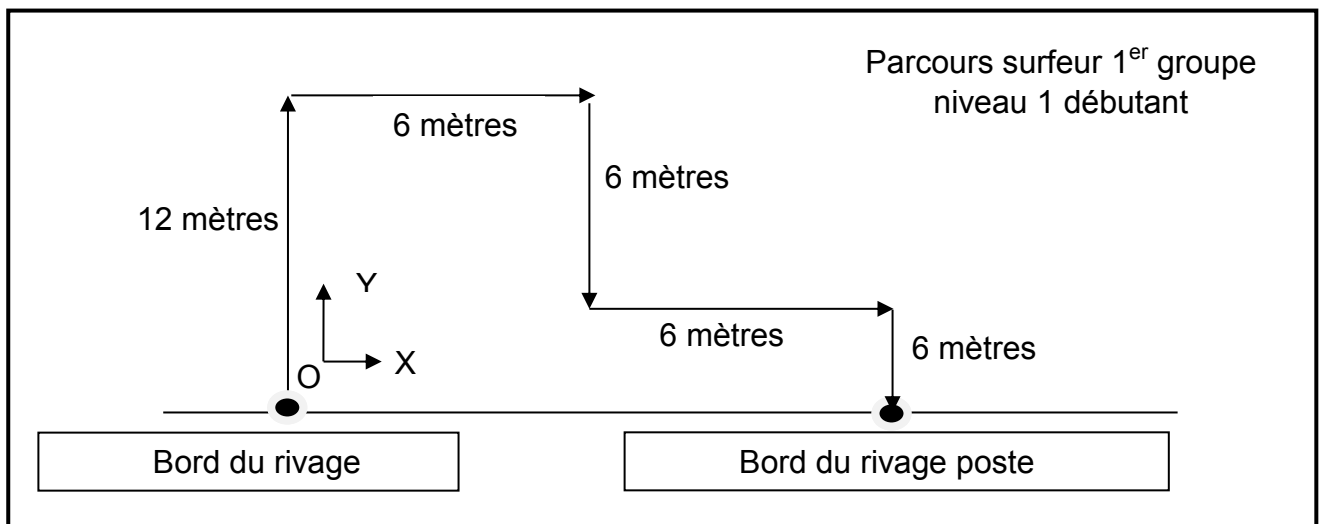 Parcours surfeur 1er groupe
niveau 1 débutant
6 mètres
6 mètres
12 mètres
Y
6 mètres
6 mètres
X
O
Bord du rivage
Bord du rivage poste